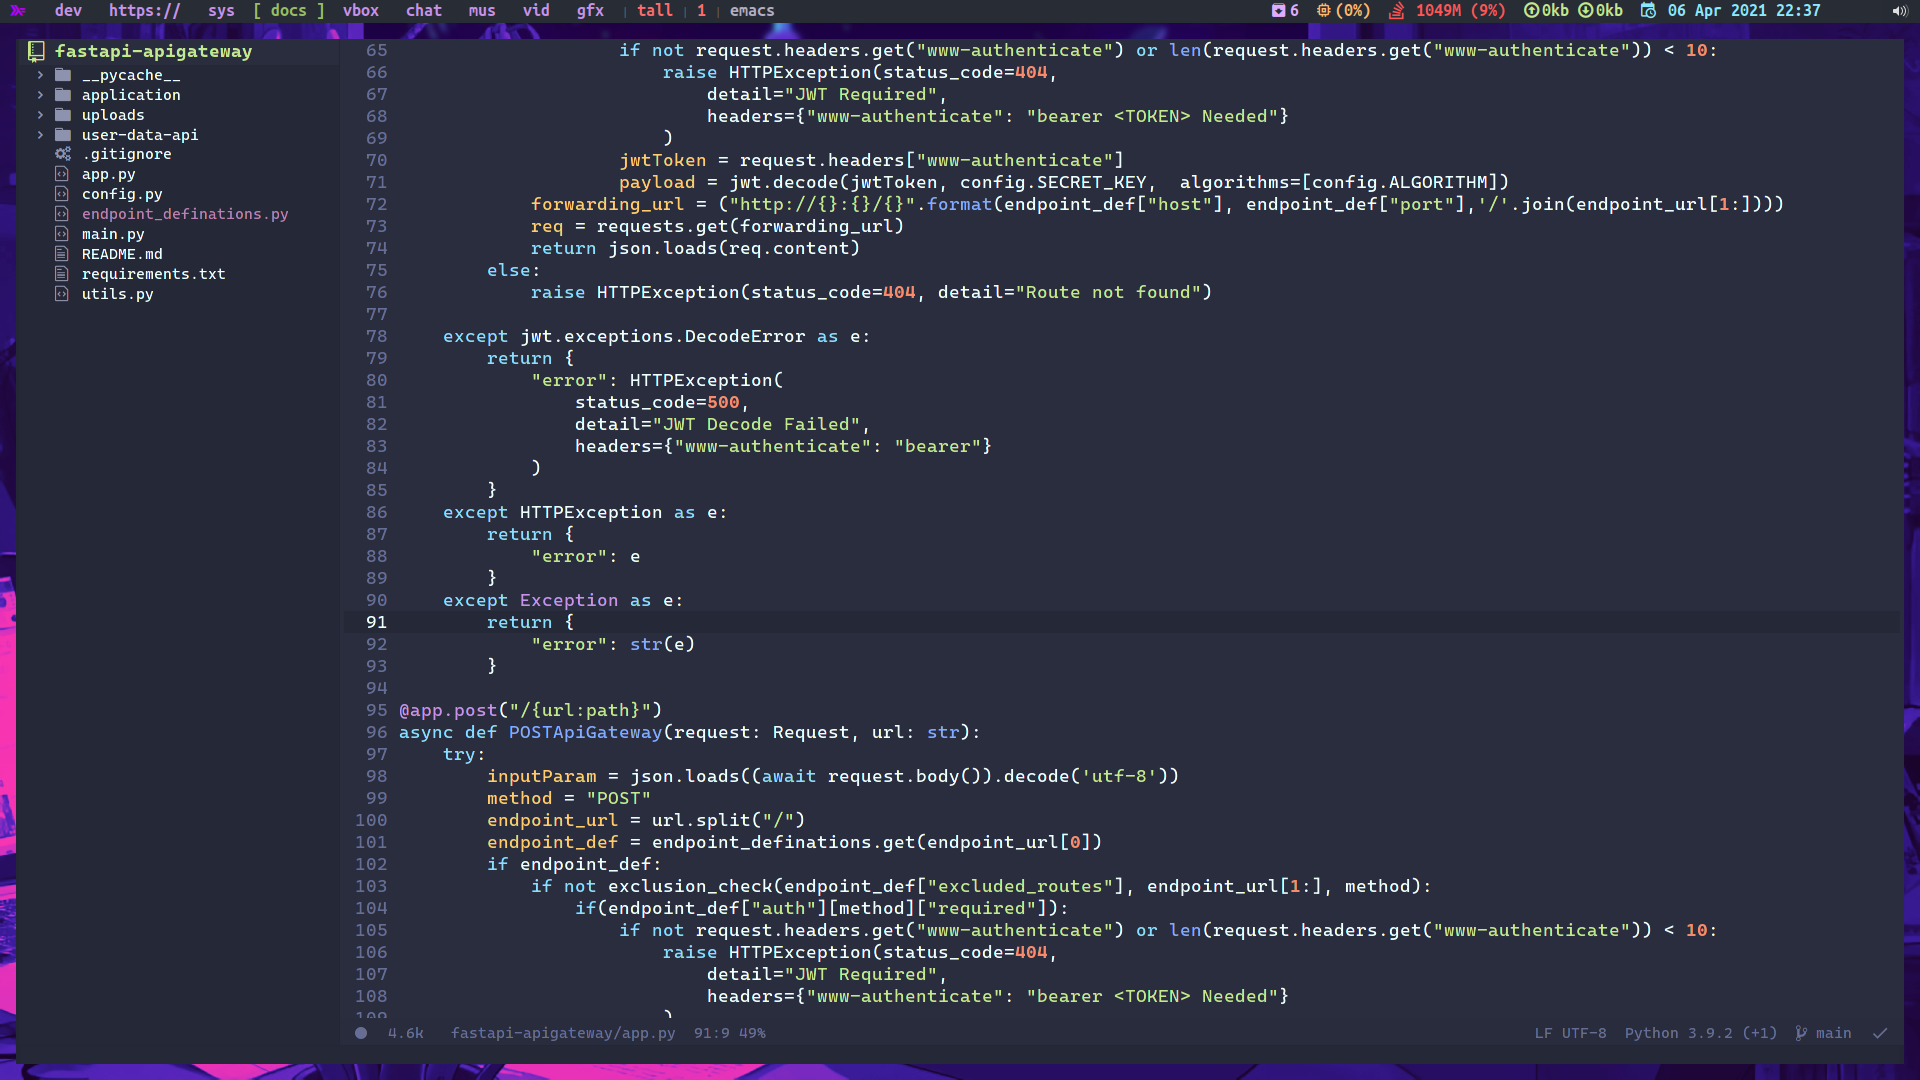 dev https:// sys [ docs ] vbox chat mus vid gfx | tall | 1 | emacs 6 (0%) 1049M (9%) 0kb 0kb 06 Apr 2021 22:37
fastapi-apigateway
__pycache__
application
uploads
user-data-api
.gitignore
app.py
config.py
endpoint_definations.py
main.py
README.md
requirements.txt
utils.py
65                     if not request.headers.get("www-authenticate") or len(request.headers.get("www-authenticate")) < 10:
66                         raise HTTPException(status_code=404,
67                             detail="JWT Required",
68                             headers={"www-authenticate": "bearer <TOKEN> Needed"}
69                         )
70                     jwtToken = request.headers["www-authenticate"]
71                     payload = jwt.decode(jwtToken, config.SECRET_KEY,  algorithms=[config.ALGORITHM])
72             forwarding_url = ("http://{}:{}/{}".format(endpoint_def["host"], endpoint_def["port"],'/'.join(endpoint_url[1:])))
73             req = requests.get(forwarding_url)
74             return json.loads(req.content)
75         else:
76             raise HTTPException(status_code=404, detail="Route not found")
77
78     except jwt.exceptions.DecodeError as e:
79         return {
80             "error": HTTPException(
81                 status_code=500,
82                 detail="JWT Decode Failed",
83                 headers={"www-authenticate": "bearer"}
84             )
85         }
86     except HTTPException as e:
87         return {
88             "error": e
89         }
90     except Exception as e:
91         return {
92             "error": str(e)
93         }
94
95 @app.post("/{url:path}")
96 async def POSTApiGateway(request: Request, url: str):
97     try:
98         inputParam = json.loads((await request.body()).decode('utf-8'))
99         method = "POST"
100         endpoint_url = url.split("/")
101         endpoint_def = endpoint_definations.get(endpoint_url[0])
102         if endpoint_def:
103             if not exclusion_check(endpoint_def["excluded_routes"], endpoint_url[1:], method):
104                 if(endpoint_def["auth"][method]["required"]):
105                     if not request.headers.get("www-authenticate") or len(request.headers.get("www-authenticate")) < 10:
106                         raise HTTPException(status_code=404,
107                             detail="JWT Required",
108                             headers={"www-authenticate": "bearer <TOKEN> Needed"}
109                         )
4.6k fastapi-apigateway/app.py 91:9 49% LF UTF-8 Python 3.9.2 (+1) main